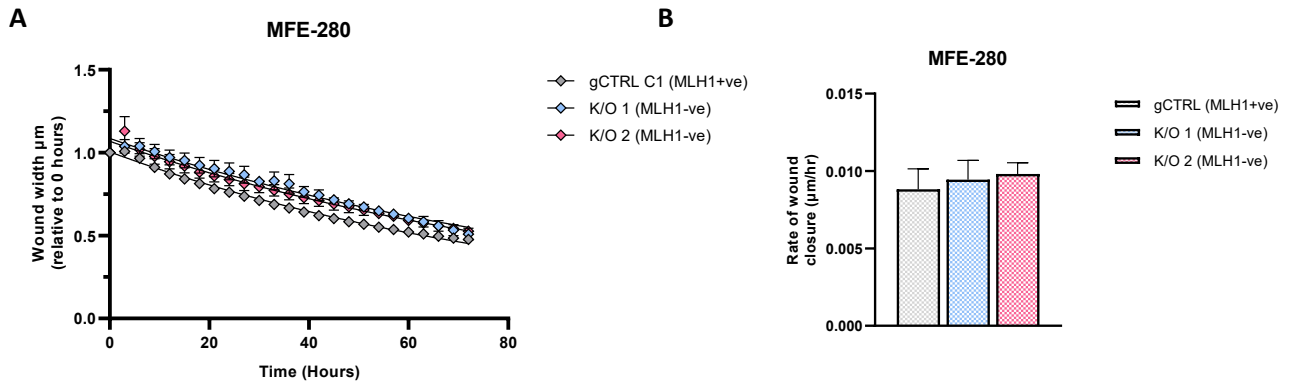 A
MFE-280
Wound width μm
(relative to 0 hours)
1.5
1.0
0.5
0.0
0
20
40
60
80
Time (Hours)
gCTRL C1 (MLH1+ve)
K/O 1 (MLH1-ve)
K/O 2 (MLH1-ve)
B
MFE-280
Rate of wound
closure (μm/hr)
0.015
0.010
0.005
0.000
gCTRL (MLH1+ve)
K/O 1 (MLH1-ve)
K/O 2 (MLH1-ve)